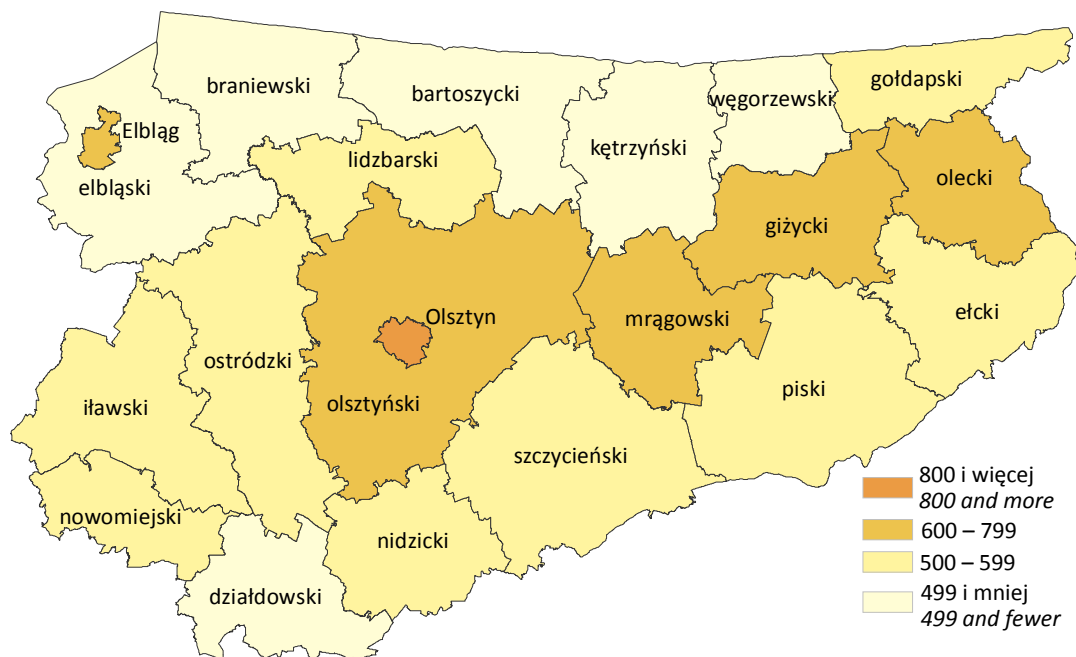 gołdapski
braniewski
bartoszycki
węgorzewski
Elbląg
kętrzyński
lidzbarski
olecki
elbląski
giżycki
Olsztyn
mrągowski
ełcki
ostródzki
piski
iławski
olsztyński
szczycieński
nowomiejski
nidzicki
działdowski
800 i więcej
800 and more
600 – 799
500 – 599
499 i mniej
499 and fewer